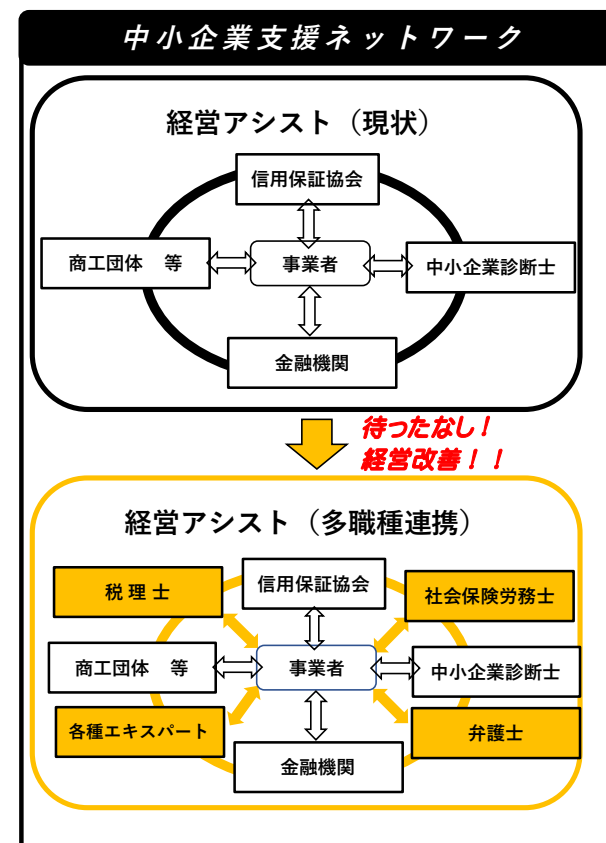 中小企業支援ネットワーク
経営アシスト（現状）
信用保証協会
商工団体　等
事業者
中小企業診断士
金融機関
待ったなし！
経営改善！！
経営アシスト（多職種連携）
税理士
信用保証協会
社会保険労務士
商工団体　等
事業者
中小企業診断士
各種エキスパート
弁護士
金融機関